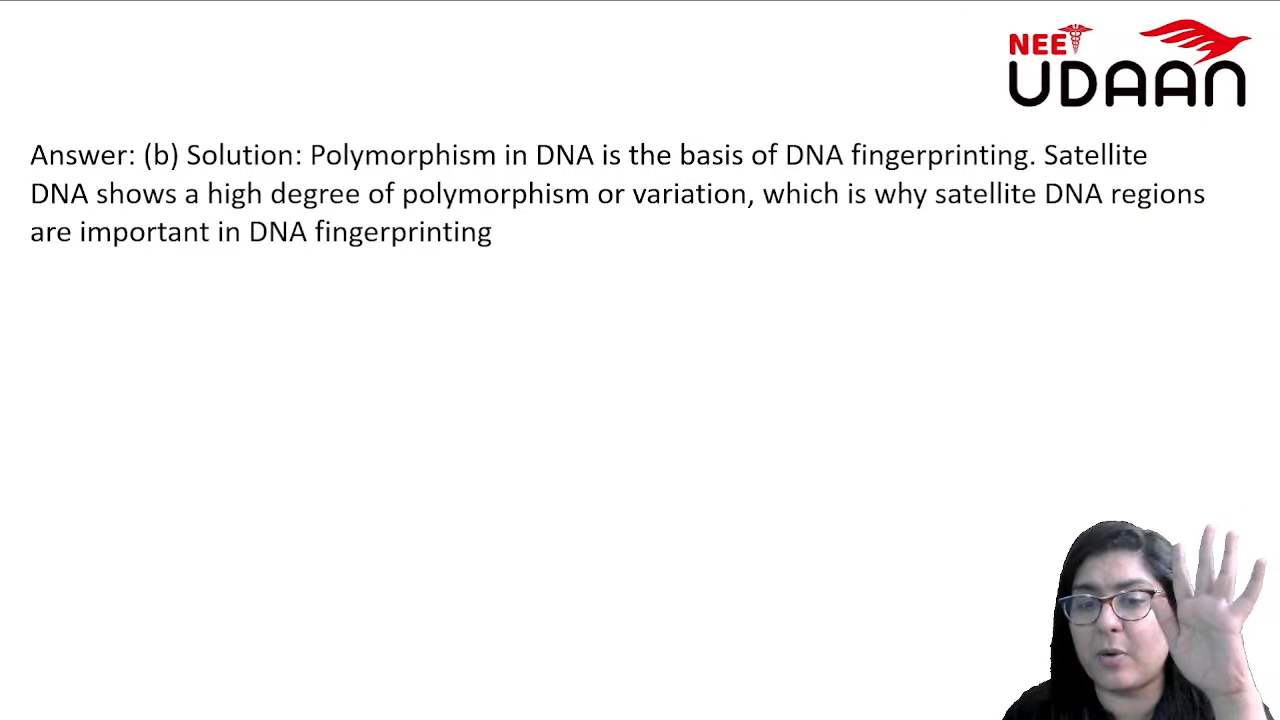 NEET
UDAAN
Answer: (b) Solution: Polymorphism in DNA is the basis of DNA fingerprinting. Satellite
DNA shows a high degree of polymorphism or variation, which is why satellite DNA regions
are important in DNA fingerprinting